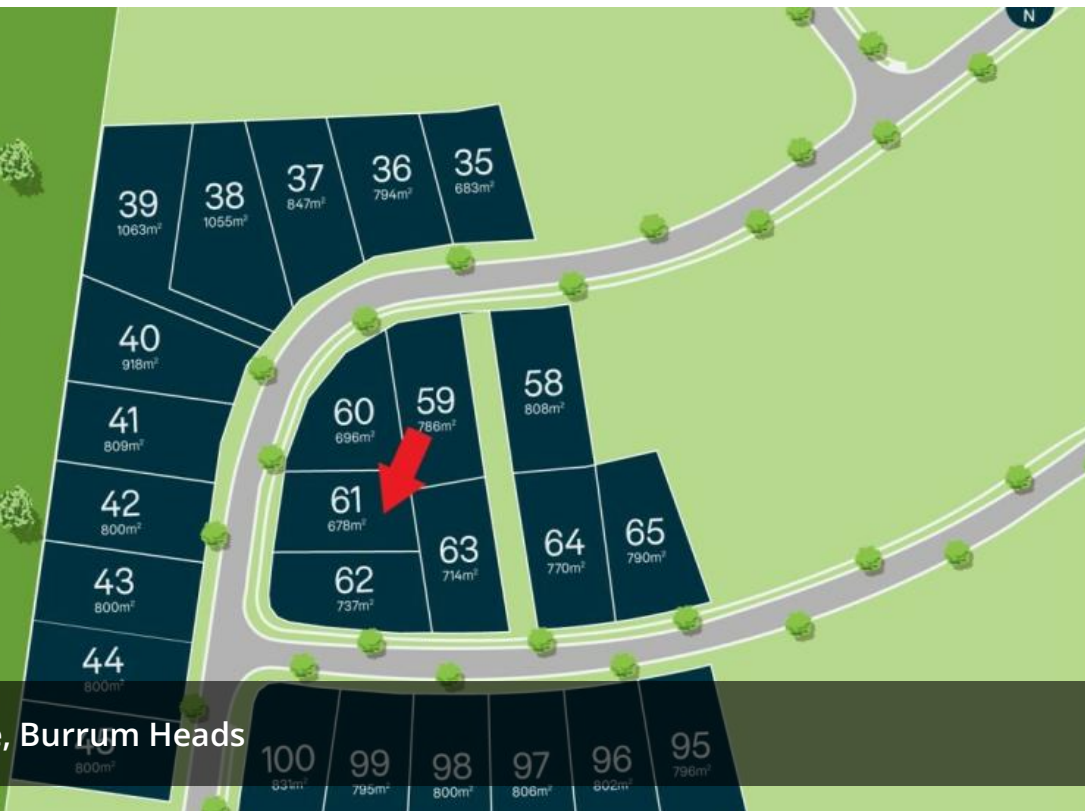 N
35
683m²
36
794m²
37
847m²
38
1055m²
39
1063m²
40
918m²
41
809m²
42
800m²
43
800m²
44
800m²
800m²
60
696m²
59
786m²
58
808m²
61
678m²
62
737m²
63
714m²
64
770m²
65
790m²
, Burrum Heads
100
831m²
99
795m²
98
800m²
97
806m²
96
802m²
95
796m²